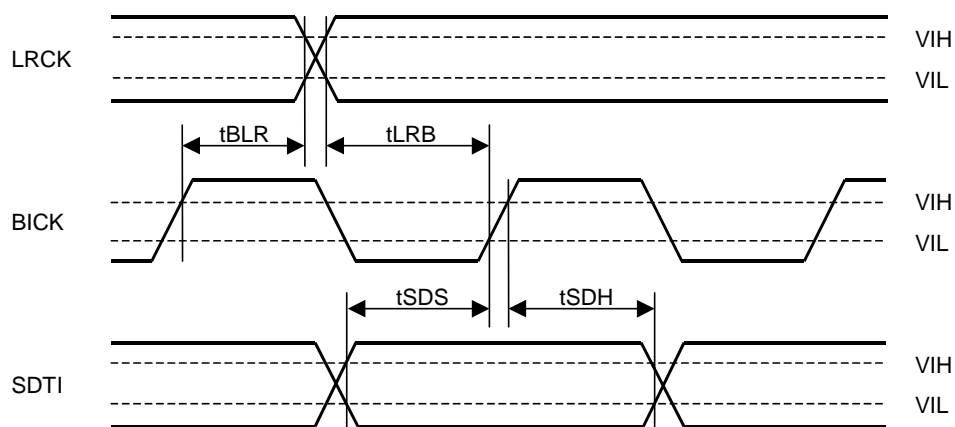 LRCK
VIH
VIL
tBLR
tLRB
BICK
VIH
VIL
tSDS
tSDH
SDTI
VIH
VIL